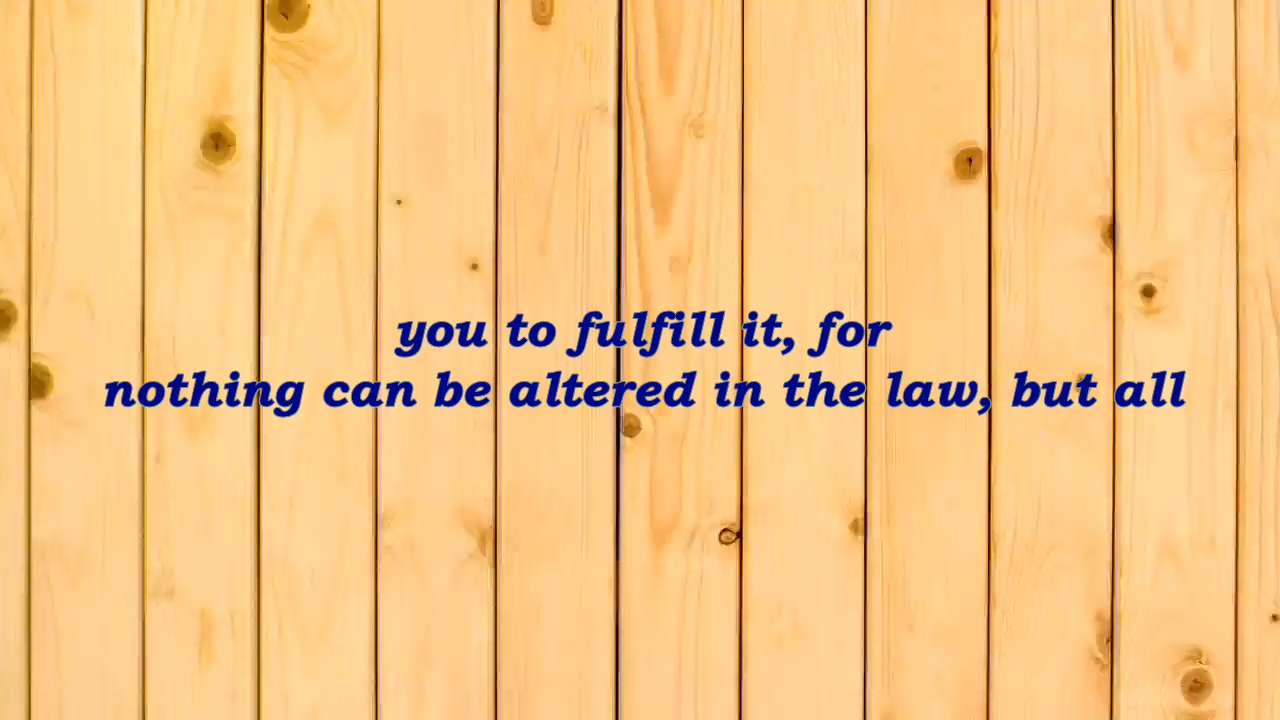 you to fulfill it, for
nothing can be altered in the law, but all